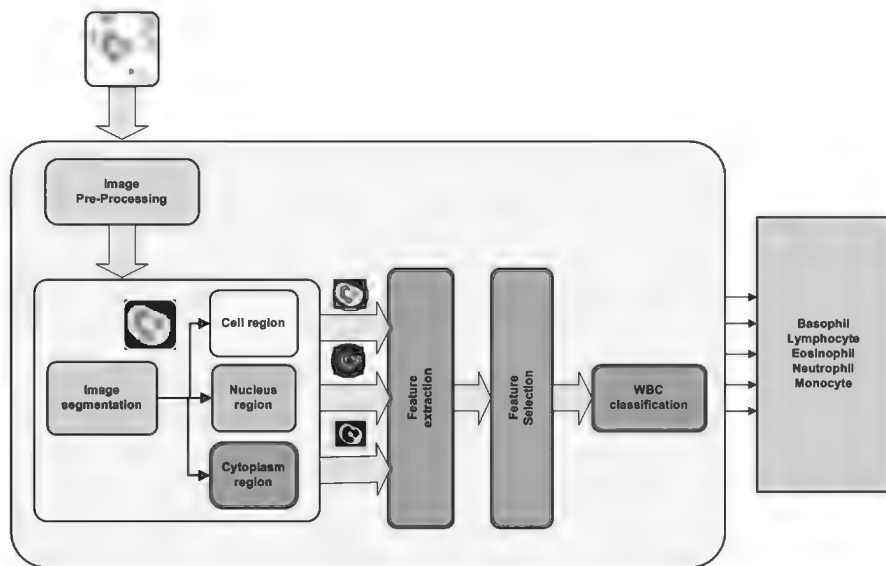 Image
Pre-Processing
Cell region
Image
segmentation
Nucleus
region
Cytoplasm
region
Feature
extraction
Feature
Selection
WBC
classification
Basophil
Lymphocyte
Eosinophil
Neutrophil
Monocyte